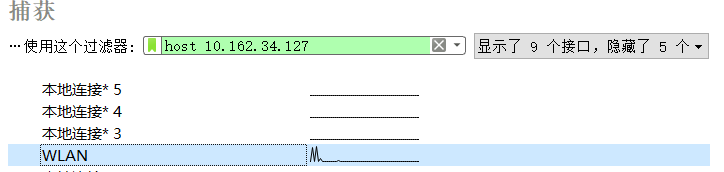 捕获
…使用这个过滤器: host 10.162.34.127 显示了 9 个接口, 隐藏了 5 个
本地连接* 5
本地连接* 4
本地连接* 3
WLAN